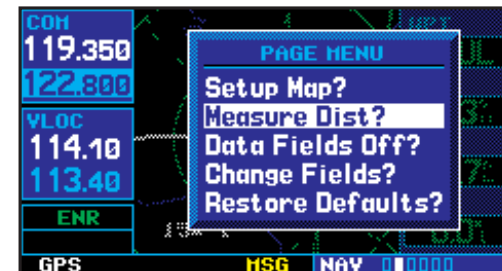 COM
119.350
122.800
VLOC
114.10
113.40
ENR
GPS
PAGE MENU
Setup Map?
Measure Dist?
Data Fields Off?
Change Fields?
Restore Defaults?
MSG
NAV